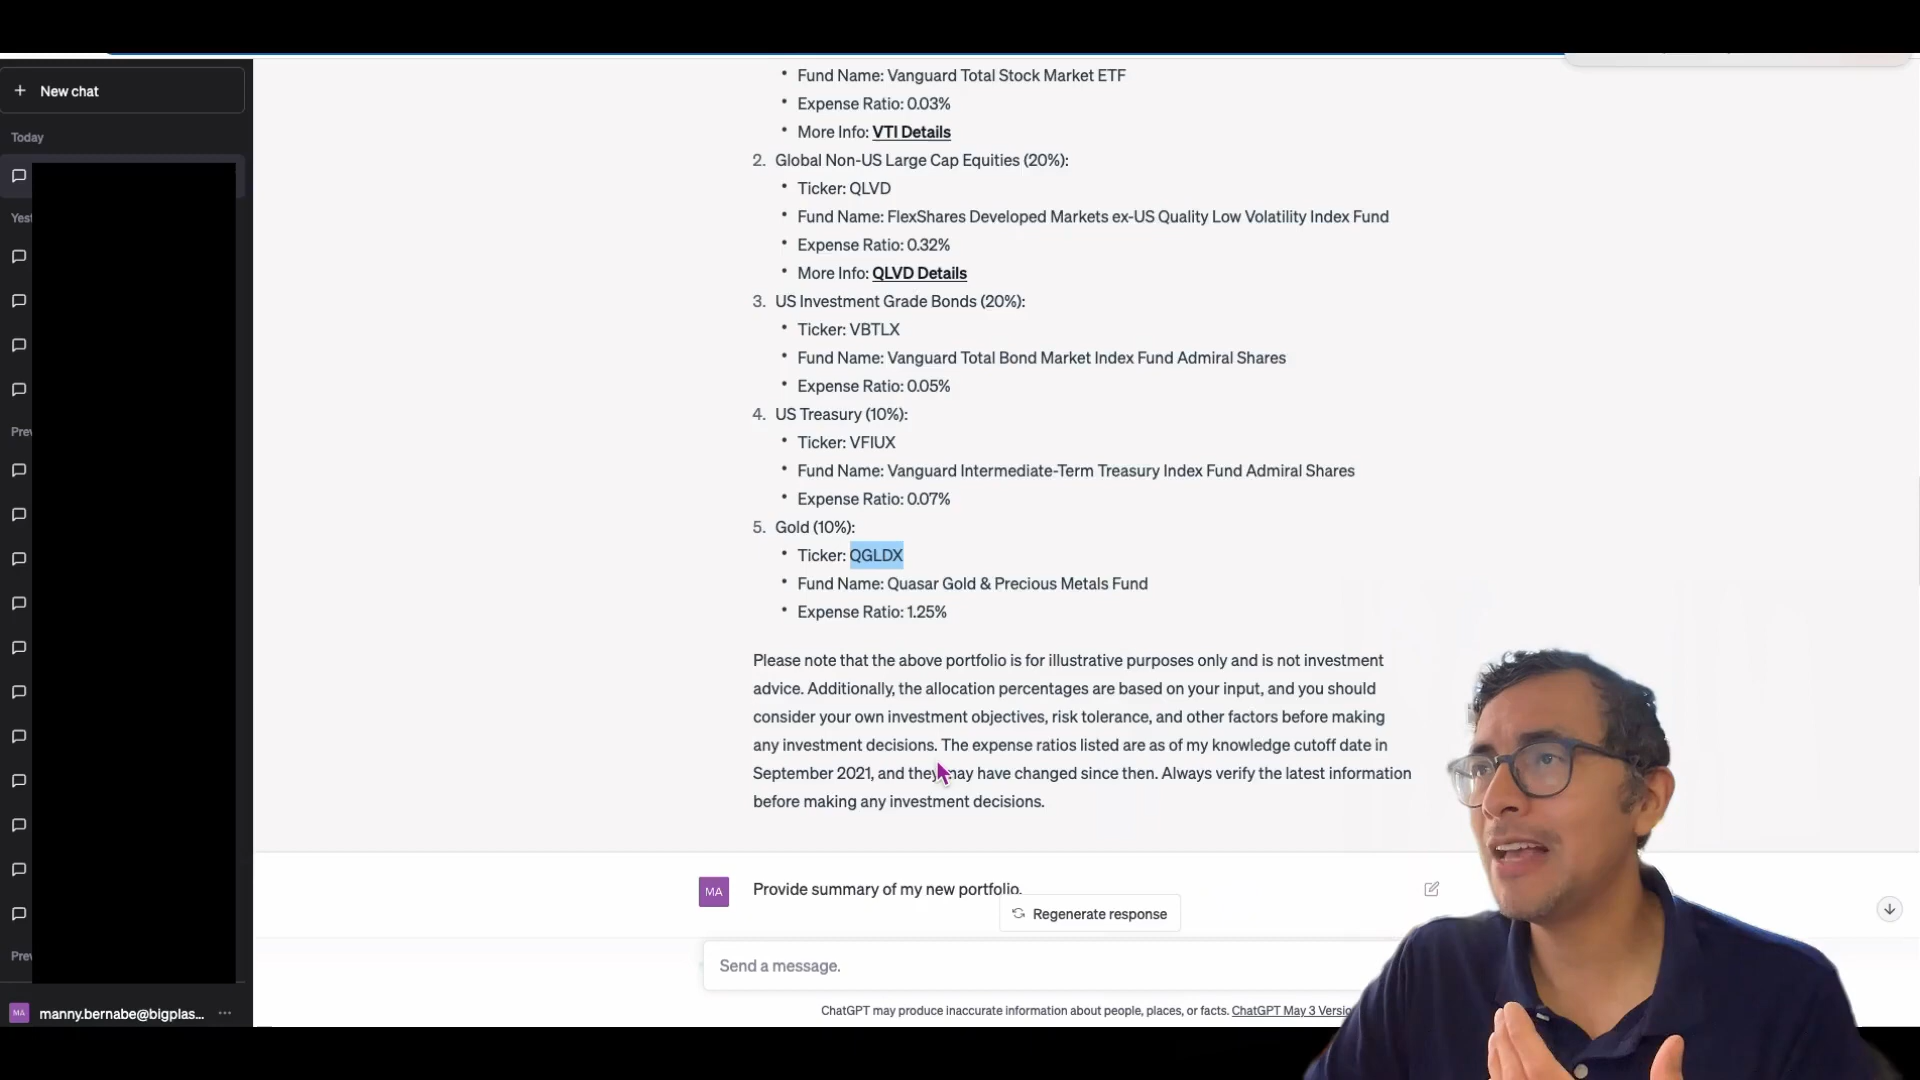 New chat
Today
Yest
Prev
Prev
manny.bernabe@bigplas...
MA
• Fund Name: Vanguard Total Stock Market ETF
• Expense Ratio: 0.03%
• More Info: VTI Details
2. Global Non-US Large Cap Equities (20%):
• Ticker: QLVD
• Fund Name: FlexShares Developed Markets ex-US Quality Low Volatility Index Fund
• Expense Ratio: 0.32%
• More Info: QLVD Details
3. US Investment Grade Bonds (20%):
• Ticker: VBTLX
• Fund Name: Vanguard Total Bond Market Index Fund Admiral Shares
• Expense Ratio: 0.05%
4. US Treasury (10%):
• Ticker: VFIUX
• Fund Name: Vanguard Intermediate-Term Treasury Index Fund Admiral Shares
• Expense Ratio: 0.07%
5. Gold (10%):
• Ticker: QGLDX
• Fund Name: Quasar Gold & Precious Metals Fund
• Expense Ratio: 1.25%
Please note that the above portfolio is for illustrative purposes only and is not investment
advice. Additionally, the allocation percentages are based on your input, and you should
consider your own investment objectives, risk tolerance, and other factors before making
any investment decisions. The expense ratios listed are as of my knowledge cutoff date in
September 2021, and they may have changed since then. Always verify the latest information
before making any investment decisions.
MA
Provide summary of my new portfolio.
Regenerate response
Send a message.
ChatGPT may produce inaccurate information about people, places, or facts. ChatGPT May 3 Versio